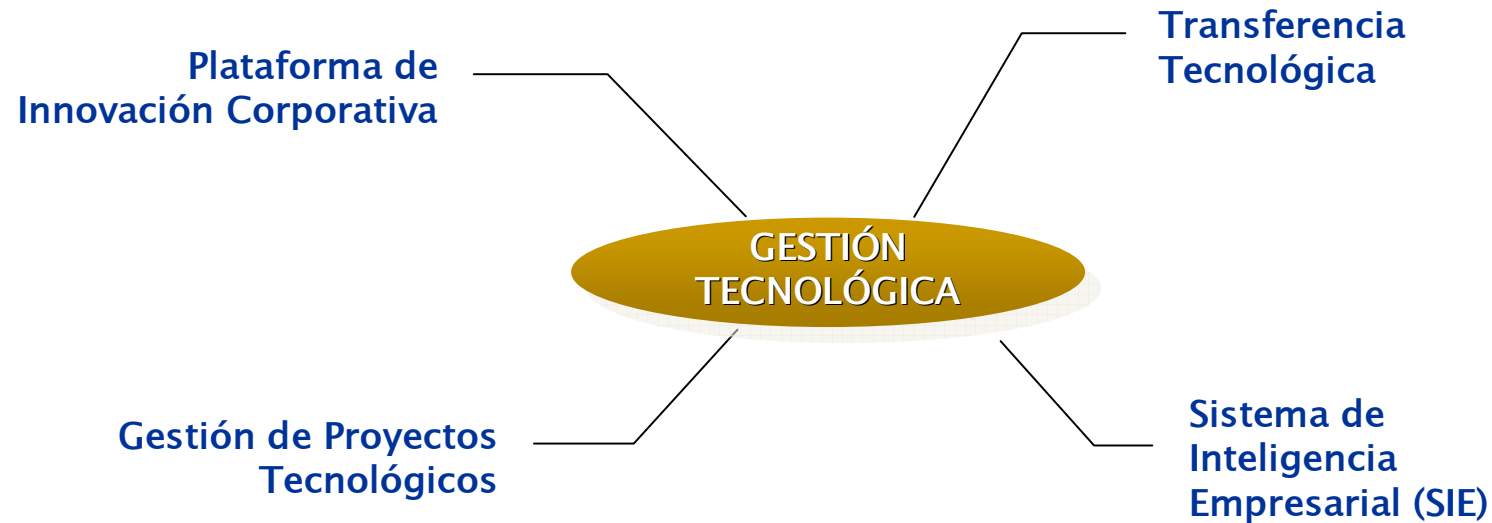 Plataforma de
Innovación Corporativa
Transferencia
Tecnológica
GESTIÓN
TECNOLÓGICA
Gestión de Proyectos
Tecnológicos
Sistema de
Inteligencia
Empresarial (SIE)